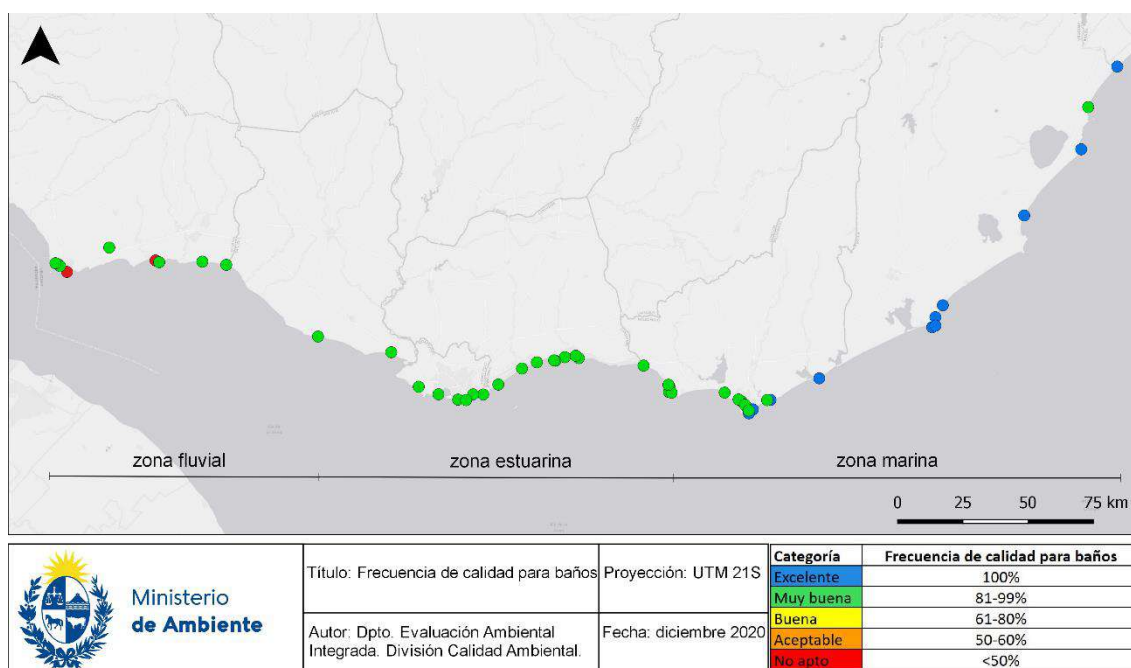 zona fluvial
zona estuarina
zona marina
0 25 50 75 km
Ministerio
de Ambiente
Título: Frecuencia de calidad para baños
Proyección: UTM 21S
Autor: Dpto. Evaluación Ambiental
Integrada. División Calidad Ambiental.
Fecha: diciembre 2020
Categoría Frecuencia de calidad para baños
Excelente 100%
Muy buena 81-99%
Buena 61-80%
Aceptable 50-60%
No apto <50%